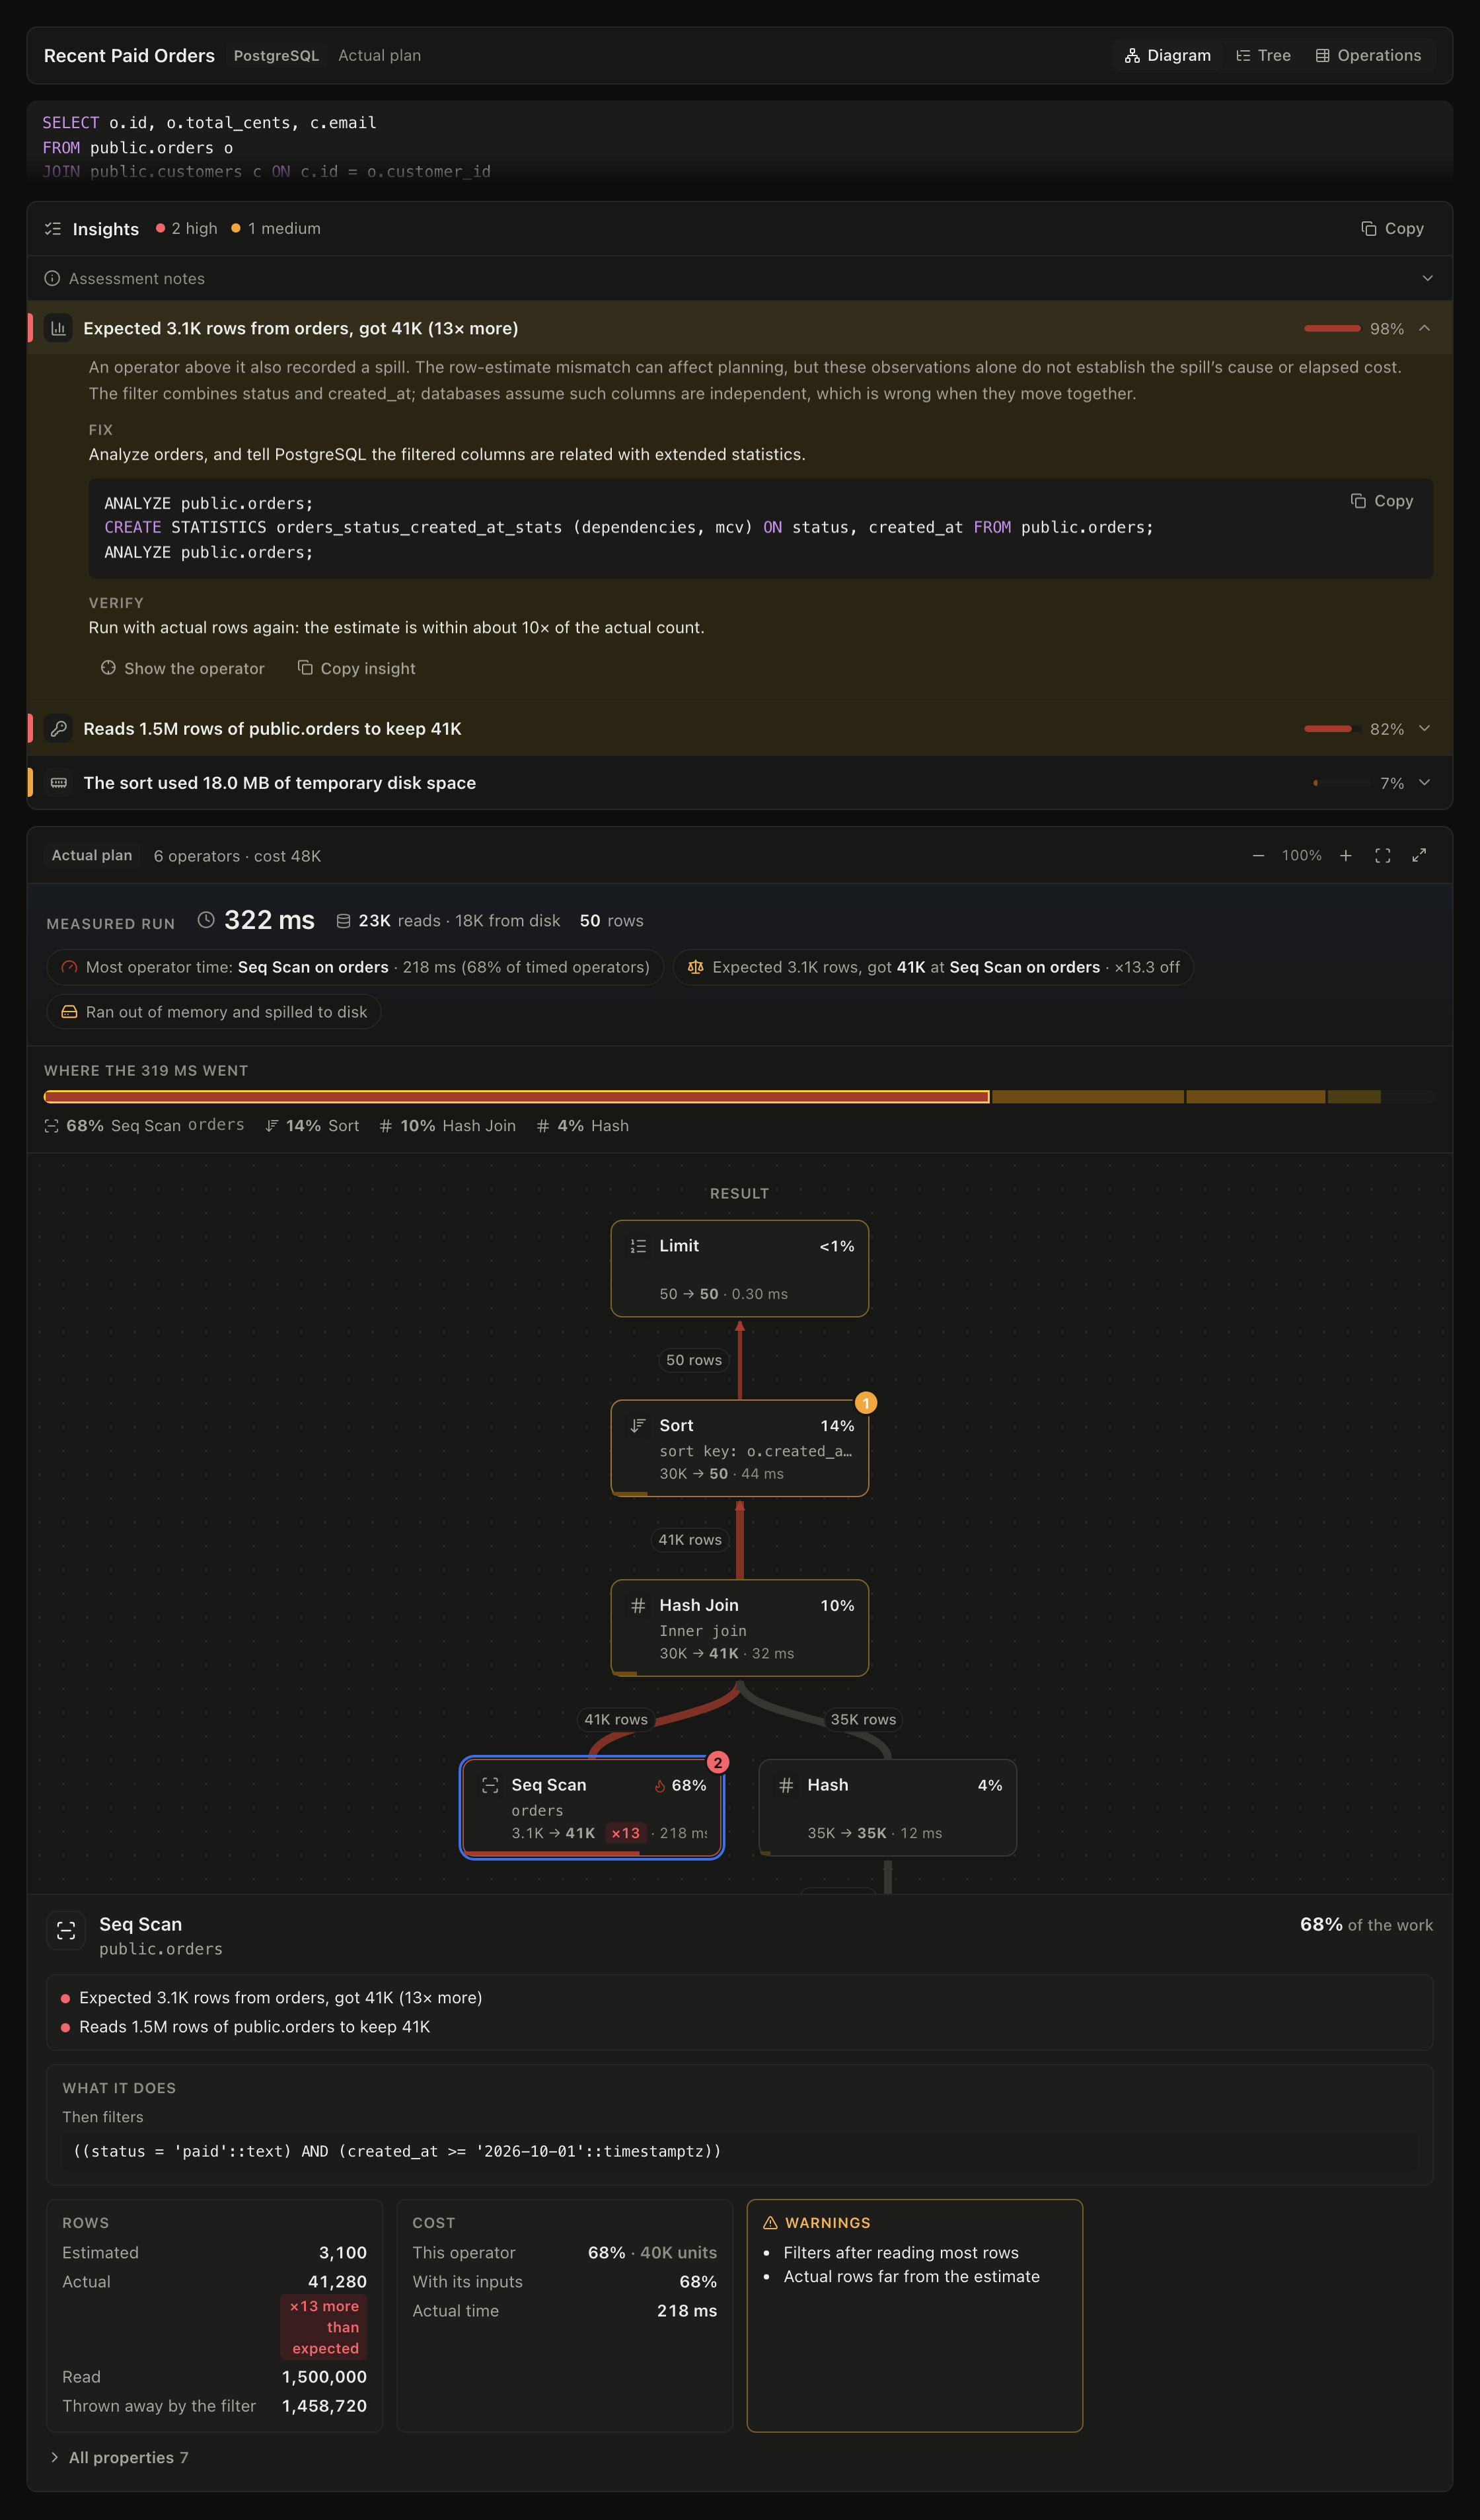 Recent Paid Orders PostgreSQL Actual plan Diagram Tree Operations
SELECT o.id, o.total_cents, c.email
FROM public.orders o
JOIN public.customers c ON c.id = o.customer_id
Insights 2 high 1 medium Copy
Assessment notes
Expected 3.1K rows from orders, got 41K (13× more) 98%
An operator above it also recorded a spill. The row-estimate mismatch can affect planning, but these observations alone do not establish the spill’s cause or elapsed cost.
The filter combines status and created_at; databases assume such columns are independent, which is wrong when they move together.
FIX
Analyze orders, and tell PostgreSQL the filtered columns are related with extended statistics.
Copy
ANALYZE public.orders;
CREATE STATISTICS orders_status_created_at_stats (dependencies, mcv) ON status, created_at FROM public.orders;
ANALYZE public.orders;
VERIFY
Run with actual rows again: the estimate is within about 10× of the actual count.
Show the operator Copy insight
Reads 1.5M rows of public.orders to keep 41K 82%
The sort used 18.0 MB of temporary disk space 7%
Actual plan 6 operators · cost 48K − 100% +
MEASURED RUN 322 ms 23K reads · 18K from disk 50 rows
Most operator time: Seq Scan on orders · 218 ms (68% of timed operators)
Expected 3.1K rows, got 41K at Seq Scan on orders · ×13.3 off
Ran out of memory and spilled to disk
WHERE THE 319 MS WENT
68% Seq Scan orders 14% Sort 10% Hash Join 4% Hash
RESULT
Limit <1%
50 → 50 · 0.30 ms
50 rows
1
Sort 14%
sort key: o.created_a…
30K → 50 · 44 ms
41K rows
Hash Join 10%
Inner join
30K → 41K · 32 ms
41K rows 35K rows
2
Seq Scan 68%
orders
3.1K → 41K ×13 · 218 ms
Hash 4%
35K → 35K · 12 ms
Seq Scan 68% of the work
public.orders
Expected 3.1K rows from orders, got 41K (13× more)
Reads 1.5M rows of public.orders to keep 41K
WHAT IT DOES
Then filters
((status = 'paid'::text) AND (created_at >= '2026-10-01'::timestamptz))
ROWS
Estimated 3,100
Actual 41,280
×13 more
than
expected
Read 1,500,000
Thrown away by the filter 1,458,720
COST
This operator 68% · 40K units
With its inputs 68%
Actual time 218 ms
WARNINGS
• Filters after reading most rows
• Actual rows far from the estimate
All properties 7